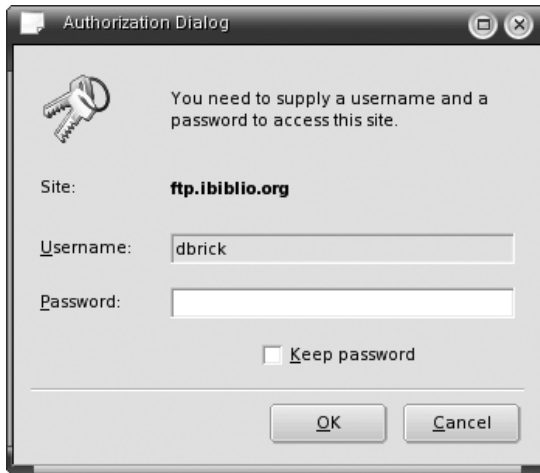 Authorization Dialog
You need to supply a username and a
password to access this site.
Site: ftp.ibiblio.org
Username: dbrick
Password:
Keep password
OK Cancel